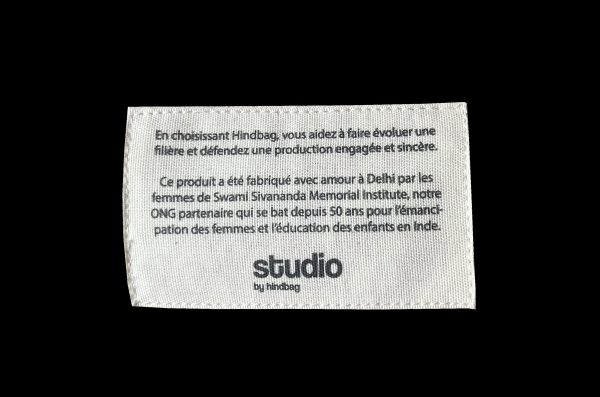 En choisissant Hindbag, vous aidez à faire évoluer une
filière et défendez une production engagée et sincère.
Ce produit a été fabriqué avec amour à Delhi par les
femmes de Swami Sivananda Memorial Institute, notre
ONG partenaire qui se bat depuis 50 ans pour l'émanci-
pation des femmes et l'éducation des enfants en Inde.
studio
by hindbag